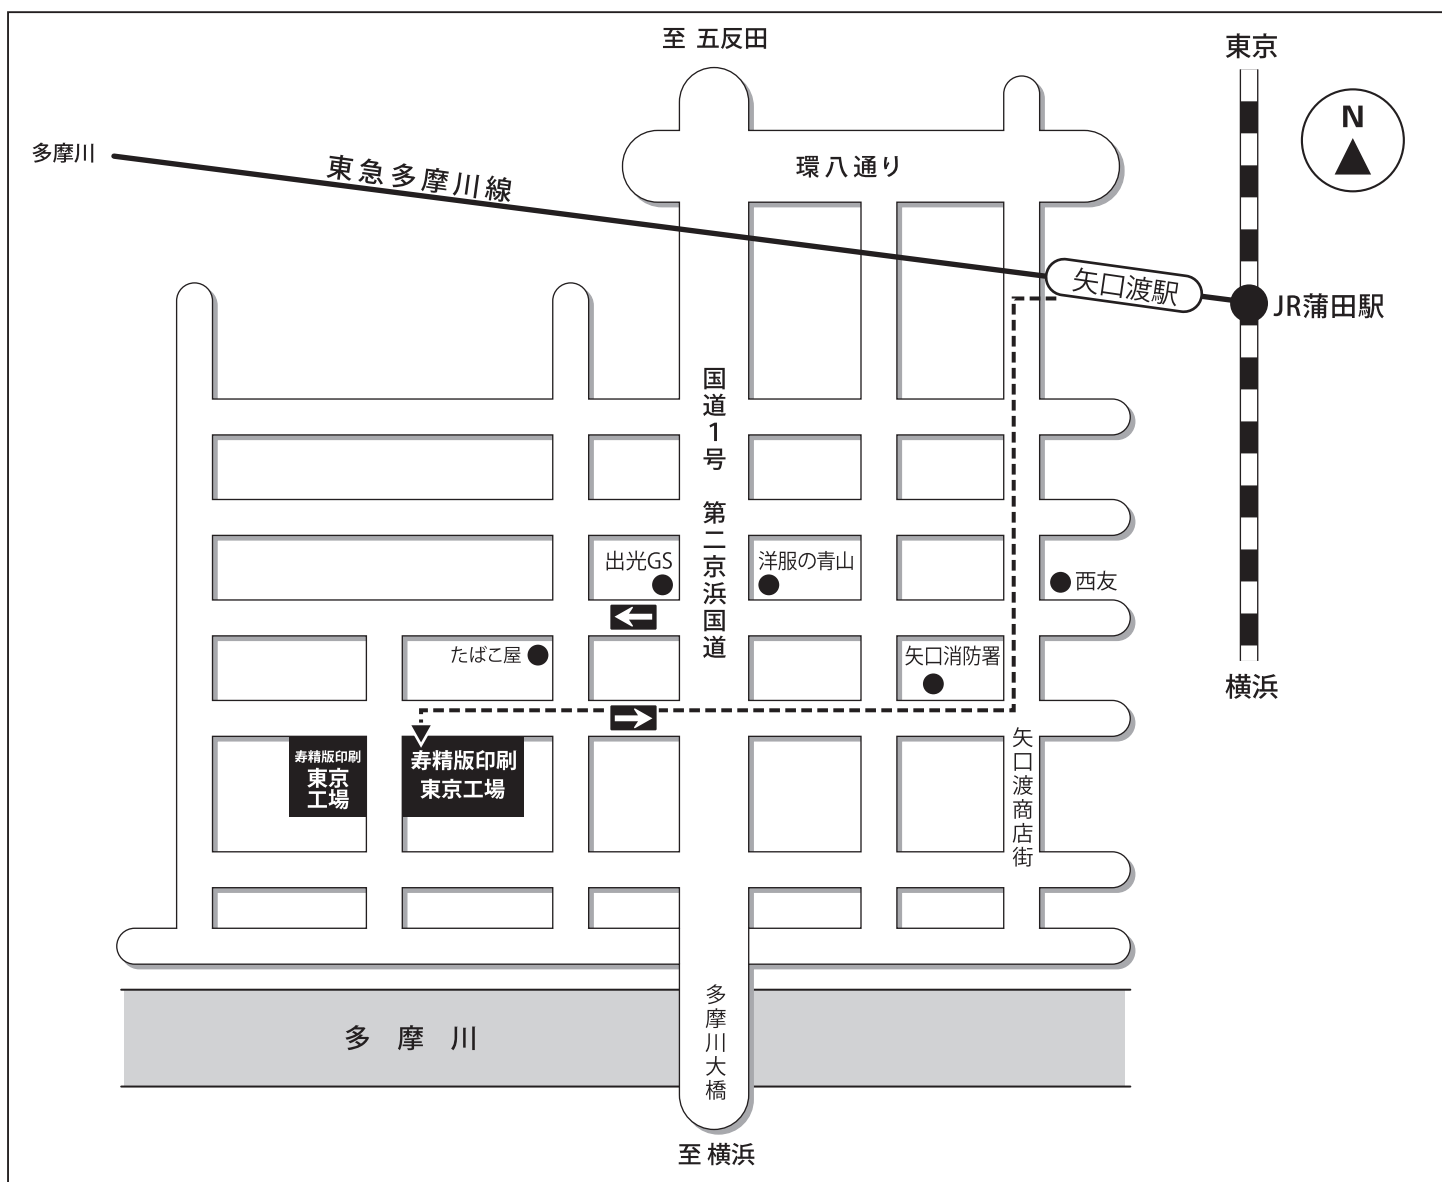 至 五反田
東京
N
多摩川
東急多摩川線
環八通り
矢口渡駅
JR蒲田駅
国道1号 第二京浜国道
出光GS
洋服の青山
西友
たばこ屋
矢口消防署
横浜
寿精版印刷
東京
工場
寿精版印刷
東京工場
矢口渡商店街
多摩川
多摩川大橋
至 横浜